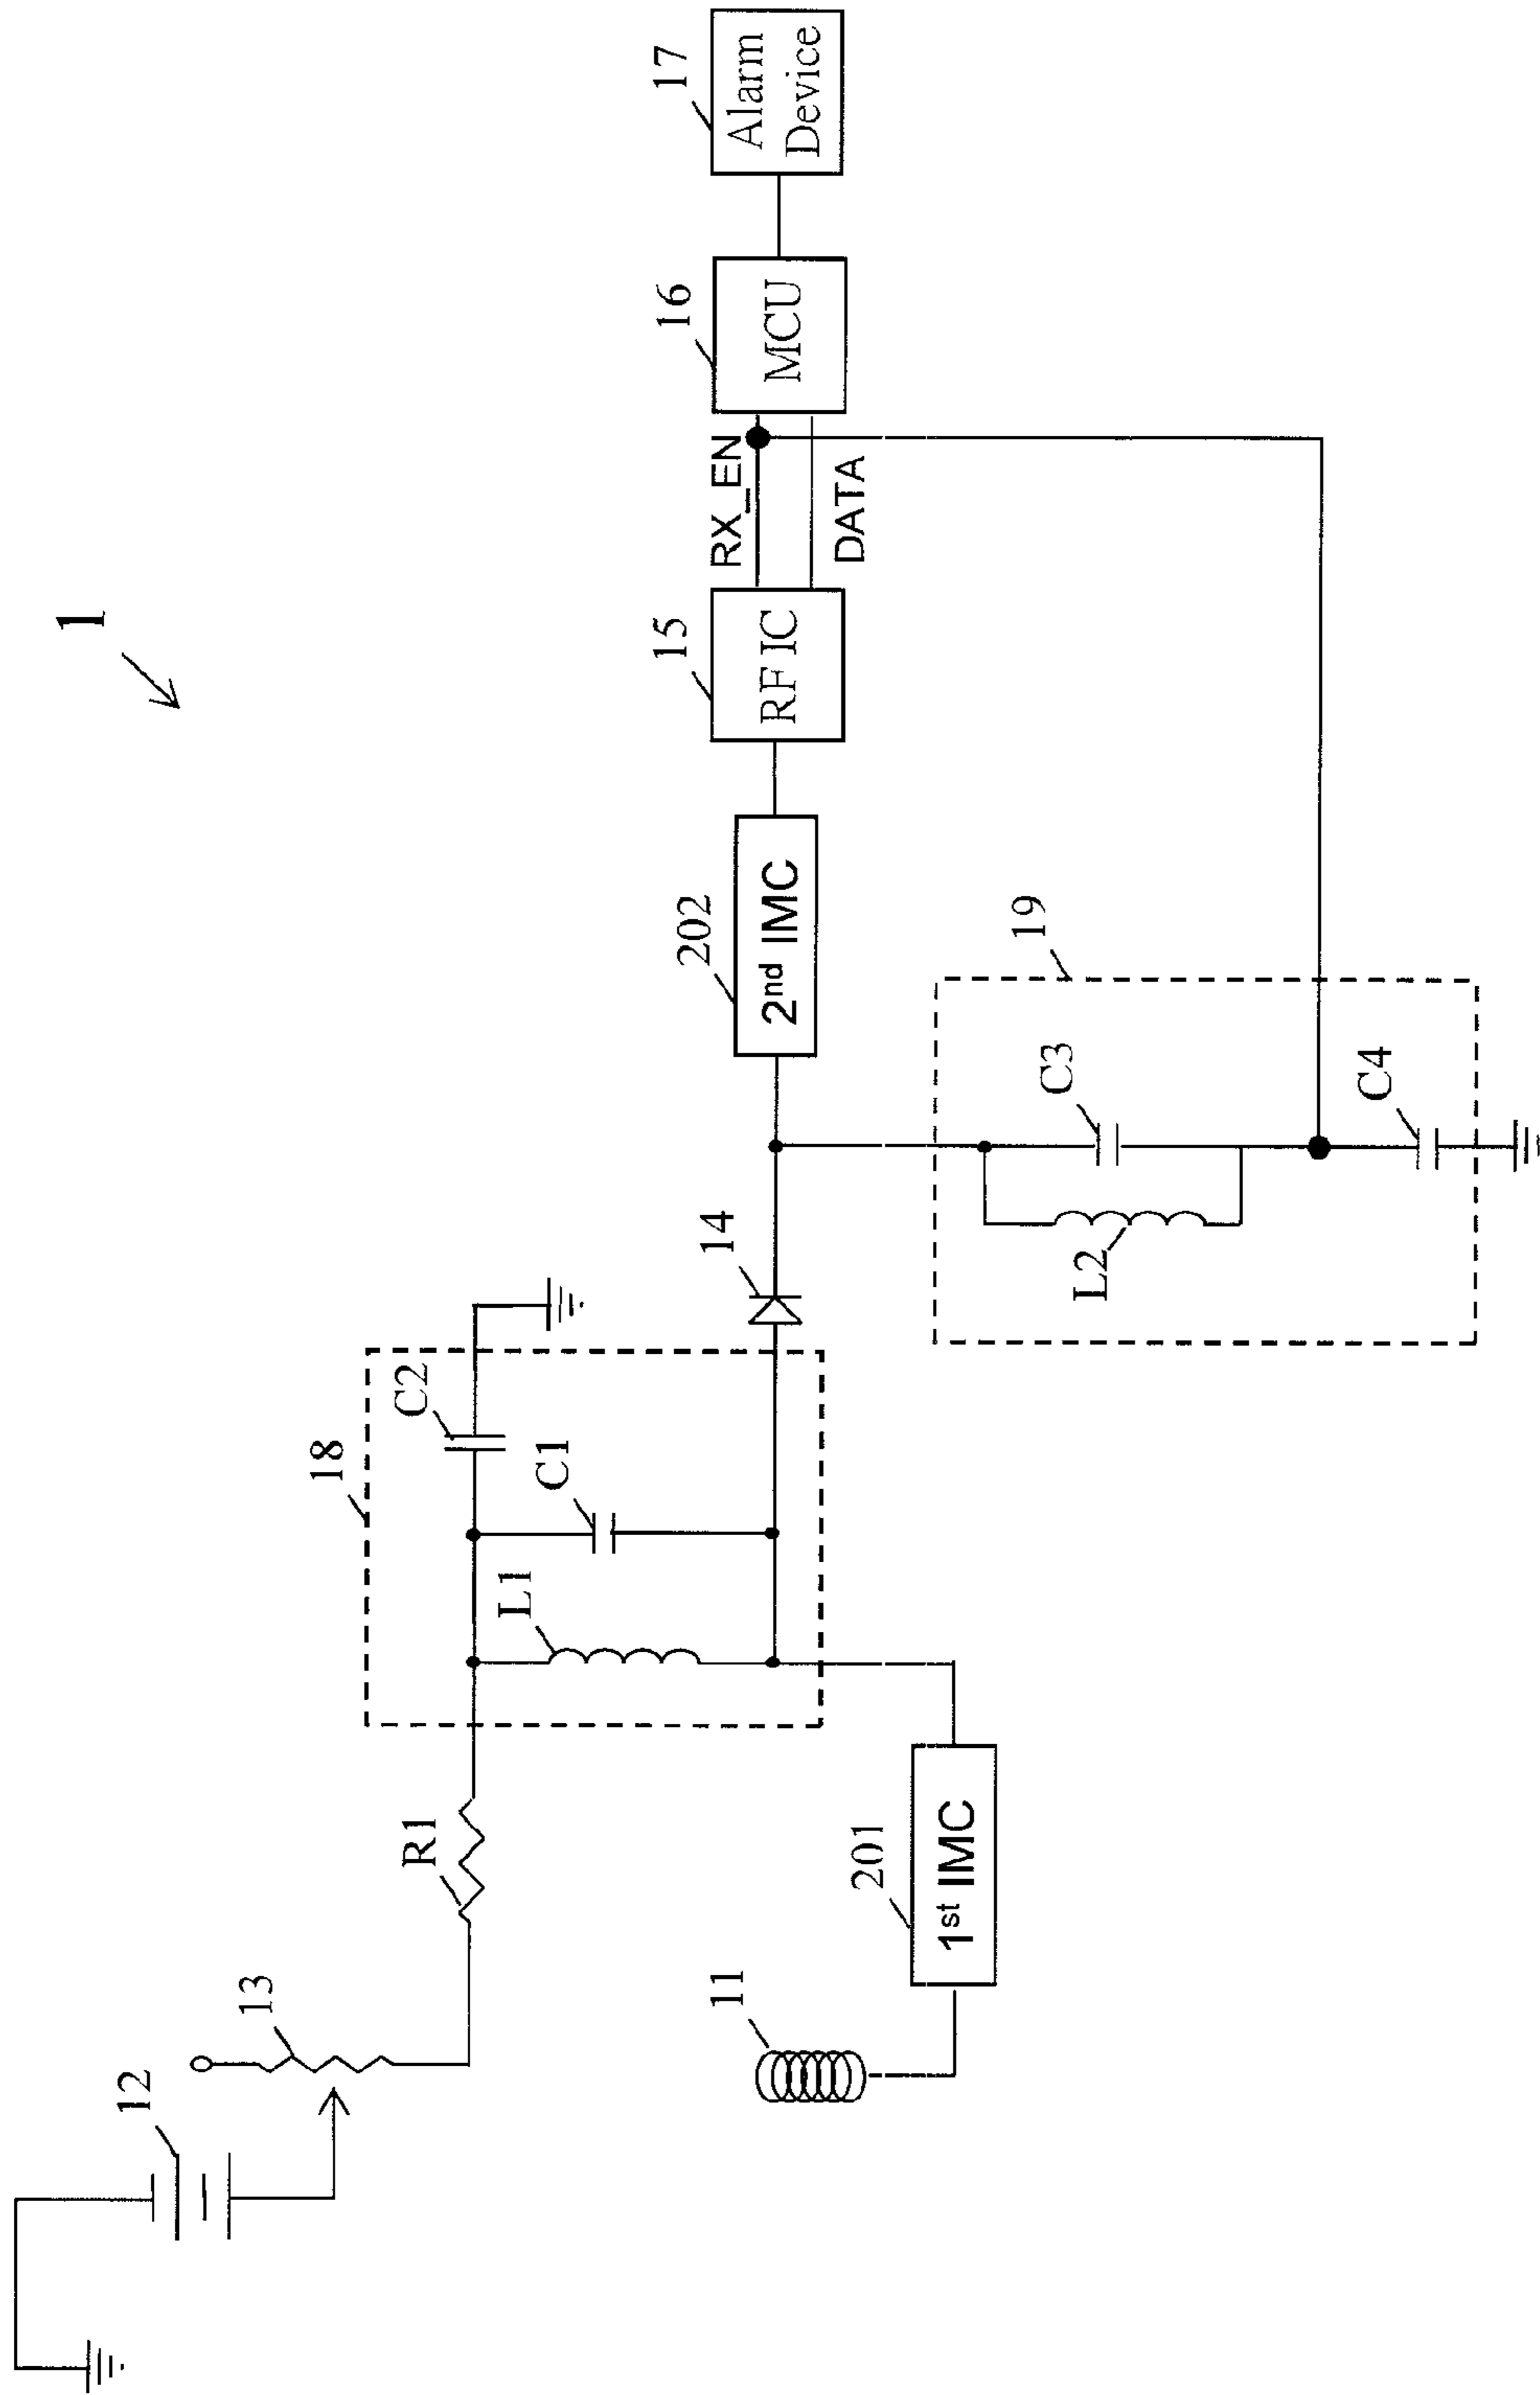 1
12
13
R1
18
C2
L1
C1
14
11
201
1st IMC
202
2nd IMC
15
RF IC
RX_EN
DATA
16
MCU
17
Alarm
Device
19
L2
C3
C4